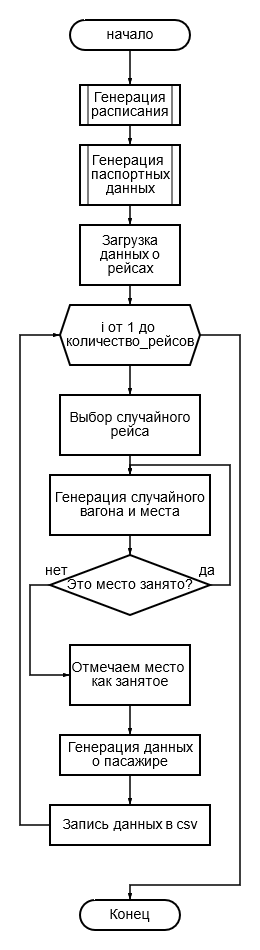 начало
Генерация
расписания
Генерация
паспортных
данных
Загрузка
данных о
рейсах
i от 1 до
количество_рейсов
Выбор случайного
рейса
Генерация случайного
вагона и места
нет
да
Это место занято?
Отмечаем место
как занятое
Генерация данных
о пасажире
Запись данных в csv
Конец